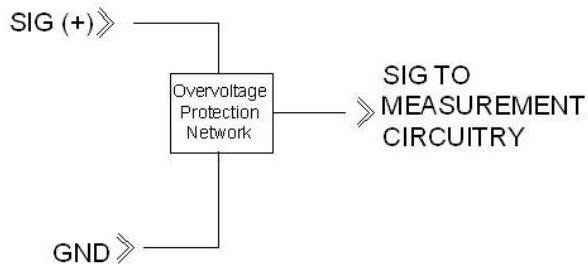 SIG (+)
Overvoltage
Protection
Network
SIG TO
MEASUREMENT
CIRCUITRY
GND